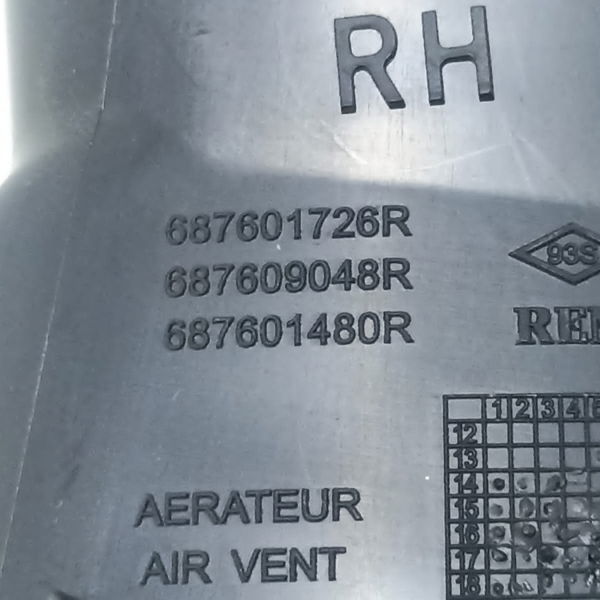 RH
687601726R
687609048R
687601480R
93S
REN
1 2 3 4
12
13
14
15
16
17
18
AERATEUR
AIR VENT